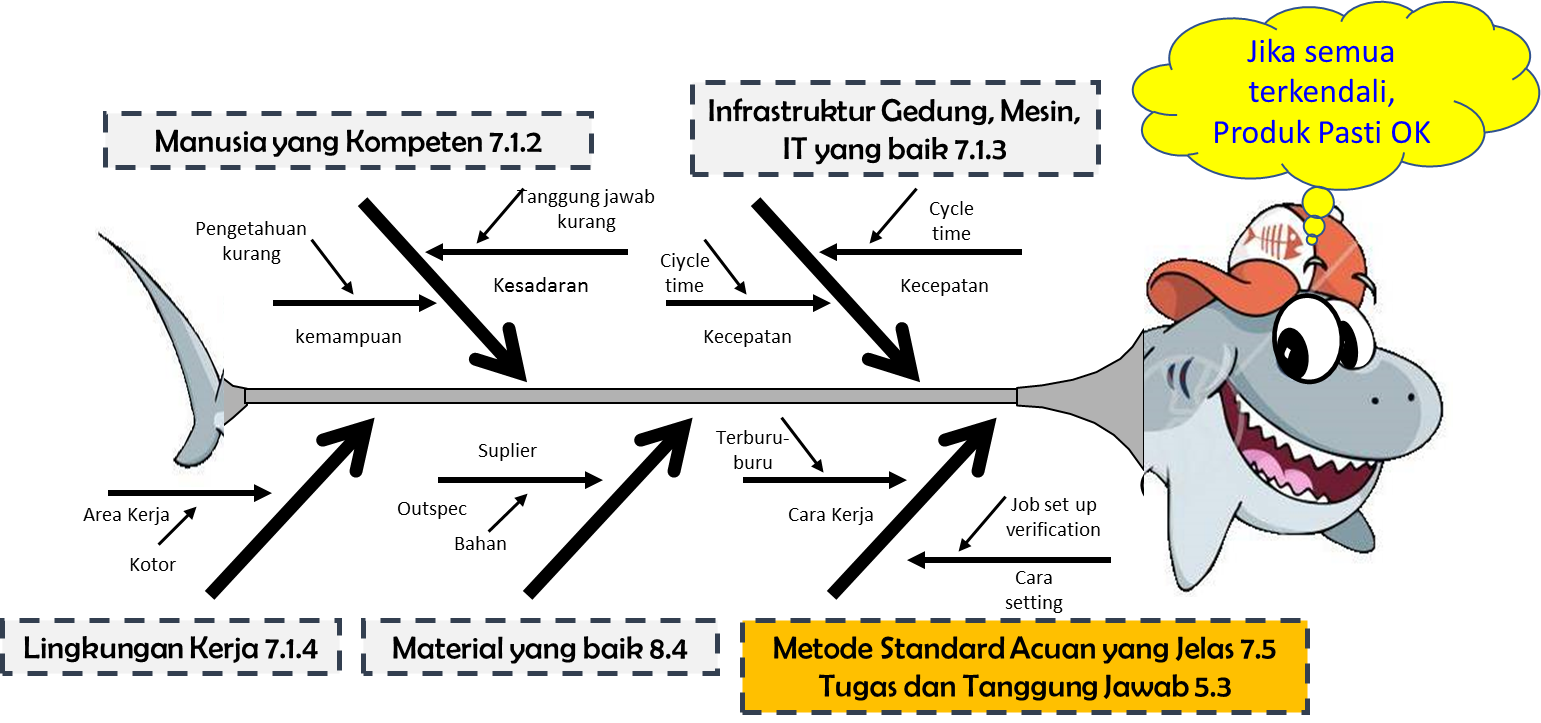 Jika semua
terkendali,
Produk Pasti OK
Manusia yang Kompeten 7.1.2
Infrastruktur Gedung, Mesin,
IT yang baik 7.1.3
Tanggung jawab
kurang
Pengetahuan
kurang
Kesadaran
kemampuan
Cycle
time
Ciycle
time
Kecepatan
Kecepatan
Suplier
Terburu-
buru
Area Kerja
Outspec
Cara Kerja
Job set up
verification
Kotor
Bahan
Cara
setting
Lingkungan Kerja 7.1.4
Material yang baik 8.4
Metode Standard Acuan yang Jelas 7.5
Tugas dan Tanggung Jawab 5.3